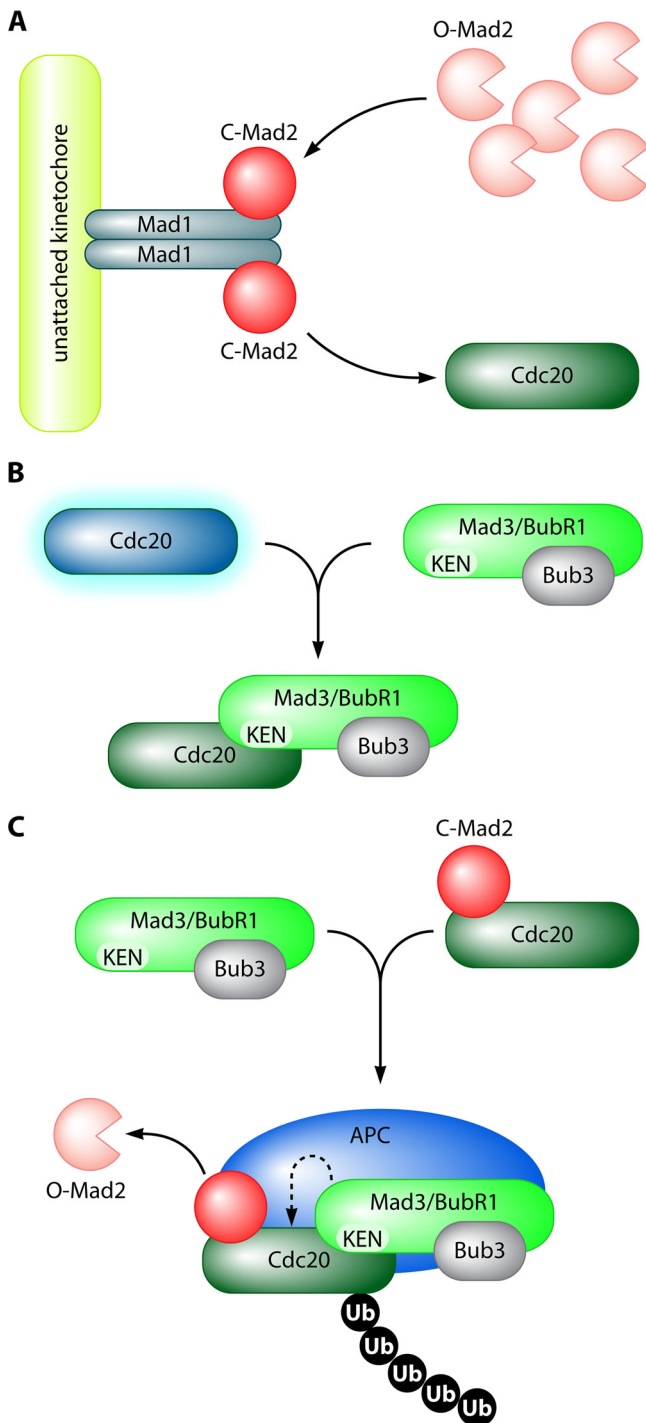 A
O-Mad2
C-Mad2
unattached kinetochore
Mad1
Mad1
C-Mad2
Cdc20
B
Cdc20
Mad3/BubR1
KEN
Bub3
Mad3/BubR1
KEN
Cdc20
Bub3
C
C-Mad2
Mad3/BubR1
Cdc20
KEN
Bub3
APC
O-Mad2
Mad3/BubR1
KEN
Cdc20
Bub3
Ub
Ub
Ub
Ub
Ub